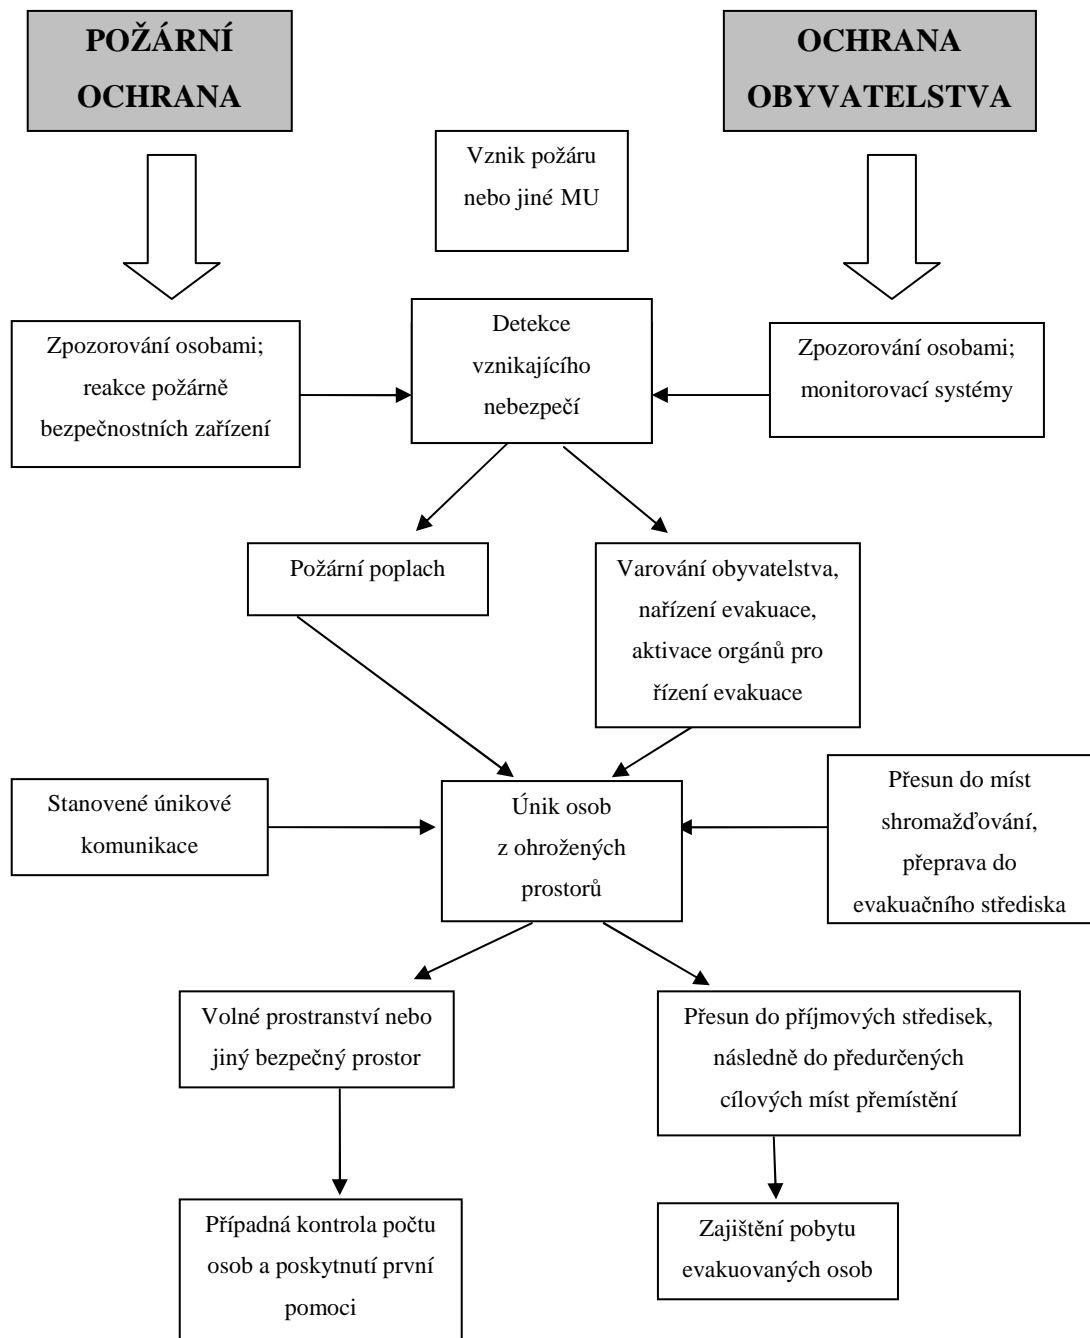 POŽÁRNÍ
OCHRANA
OCHRANA
OBYVATELSTVA
Vznik požáru
nebo jiné MU
Zpozorování osobami;
reakce požárně
bezpečnostních zařízení
Detekce
vznikajícího
nebezpečí
Zpozorování osobami;
monitorovací systémy
Požární poplach
Varování obyvatelstva,
nařízení evakuace,
aktivace orgánů pro
řízení evakuace
Stanovené únikové
komunikace
Únik osob
z ohrožených
prostorů
Přesun do míst
shromažďování,
přeprava do
evakuačního střediska
Volné prostranství nebo
jiný bezpečný prostor
Přesun do příjmových středisek,
následně do předurčených
cílových míst přemístění
Případná kontrola počtu
osob a poskytnutí první
pomoci
Zajištění pobytu
evakuovaných osob